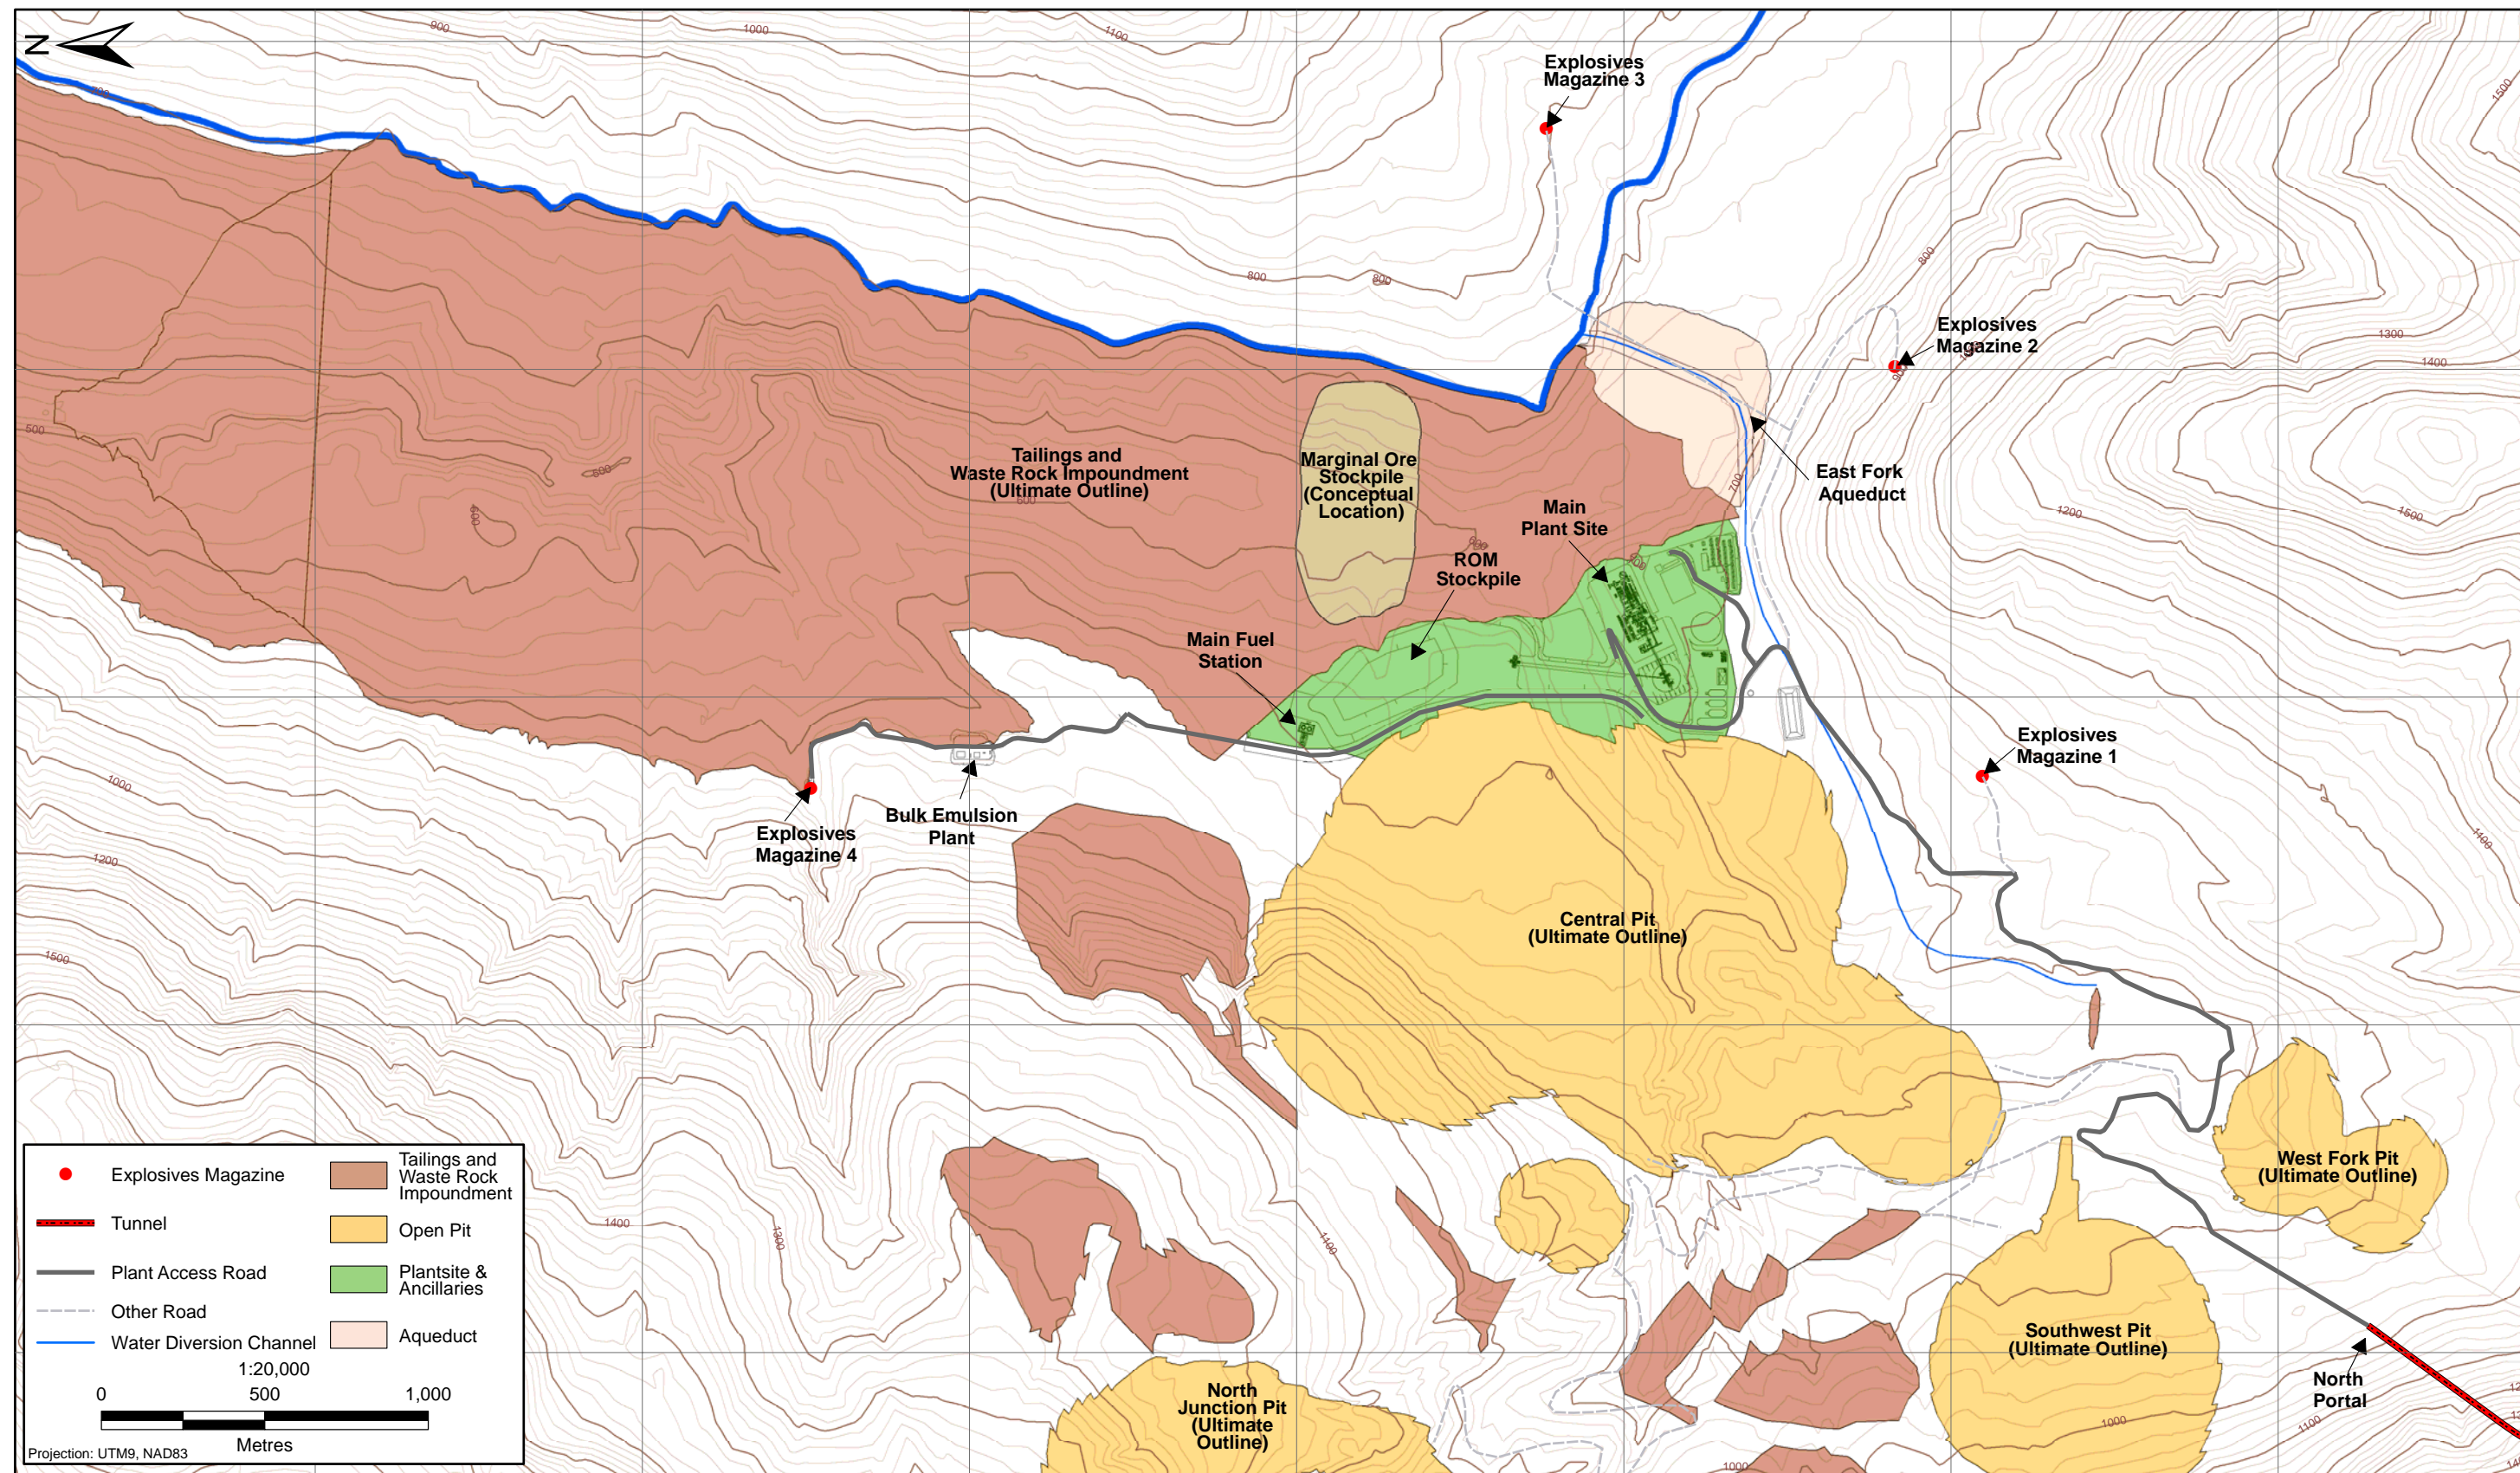 N
900
1000
1100
1500
Explosives
Magazine 3
800
800
800
Explosives
Magazine 2
900
1300
1400
500
Tailings and
Waste Rock Impoundment
(Ultimate Outline)
600
500
600
Marginal Ore
Stockpile
(Conceptual
Location)
Main
Plant Site
ROM
Stockpile
700
East Fork
Aqueduct
1200
1500
Main Fuel
Station
Explosives
Magazine 1
Explosives
Magazine 4
Bulk Emulsion
Plant
1000
1200
1500
1100
Central Pit
(Ultimate Outline)
West Fork Pit
(Ultimate Outline)
Southwest Pit
(Ultimate Outline)
North
Portal
North
Junction Pit
(Ultimate
Outline)
1400
1300
1100
1000
1000
1100
Explosives Magazine
Tunnel
Plant Access Road
Other Road
Water Diversion Channel
Tailings and
Waste Rock
Impoundment
Open Pit
Plantsite &
Ancillaries
Aqueduct
1:20,000
0 500 1,000
Metres
Projection: UTM9, NAD83